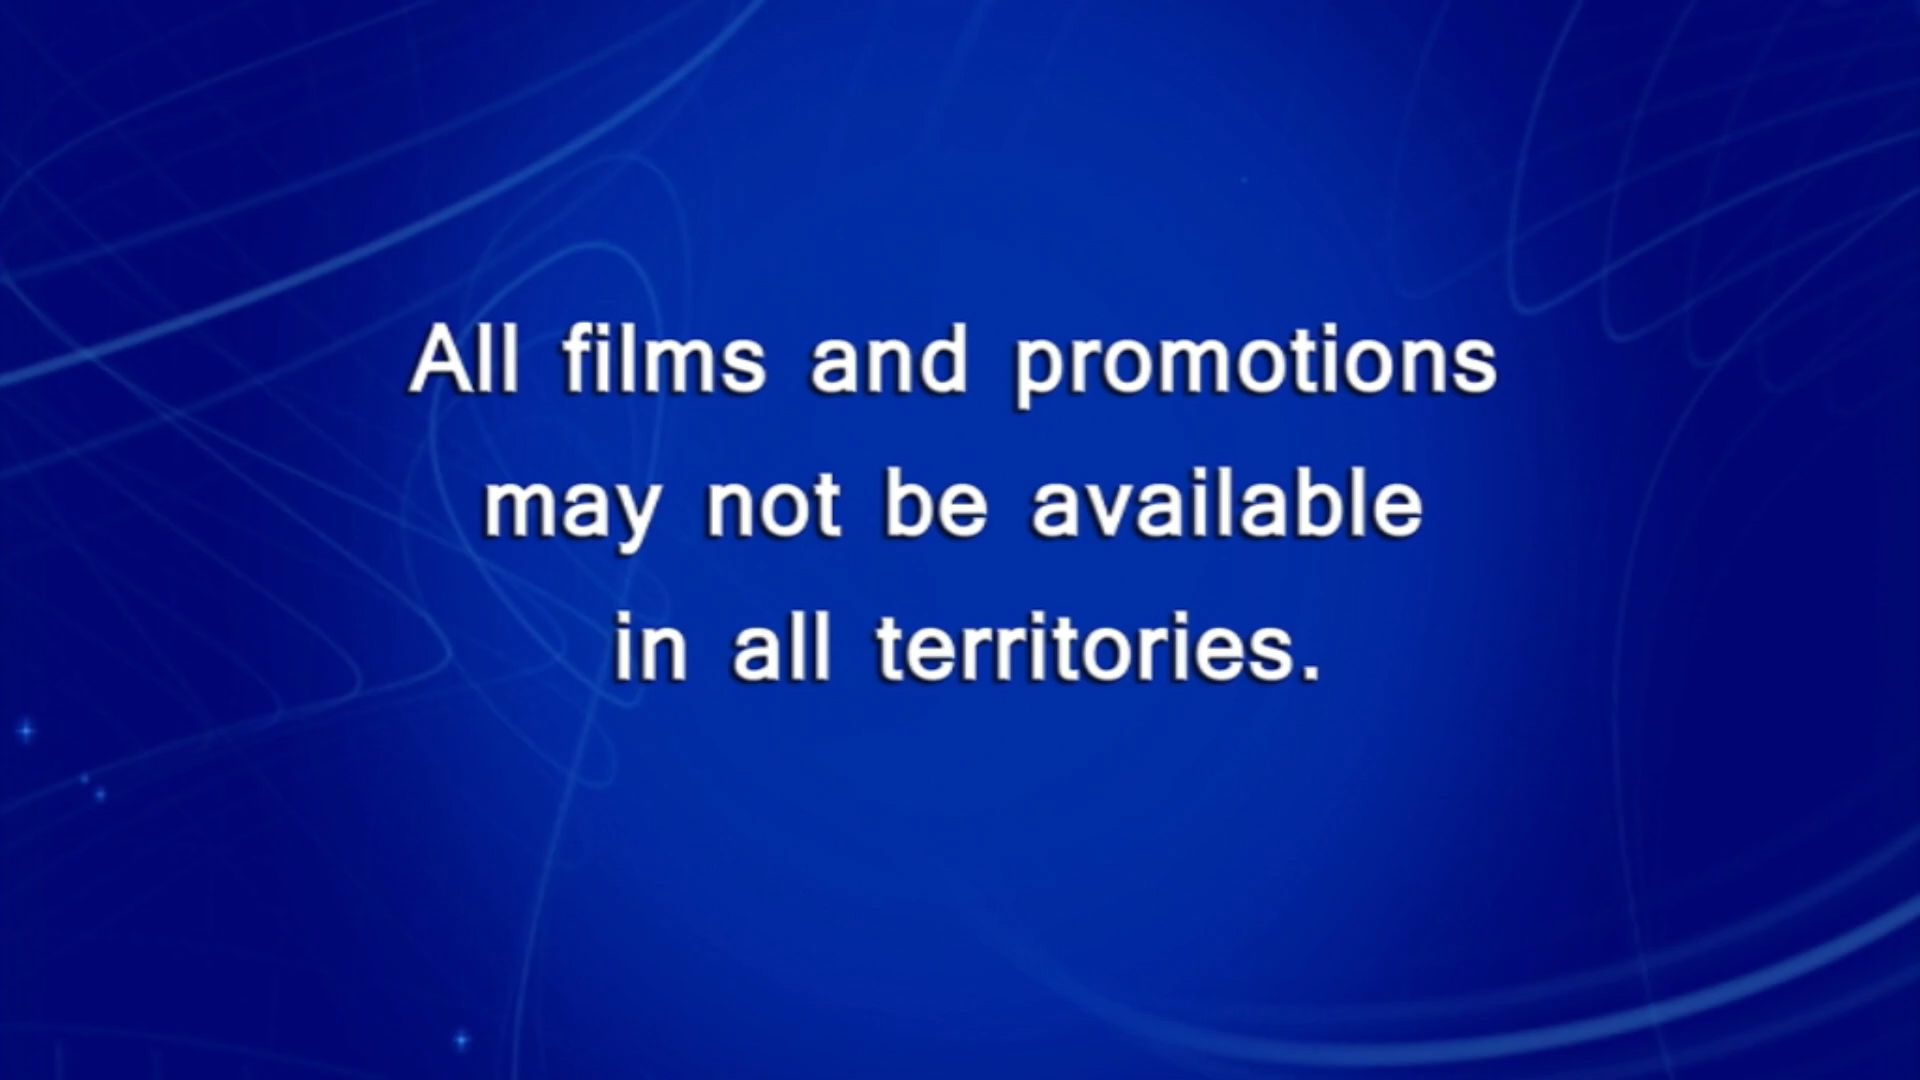 All films and promotions
may not be available
in all territories.